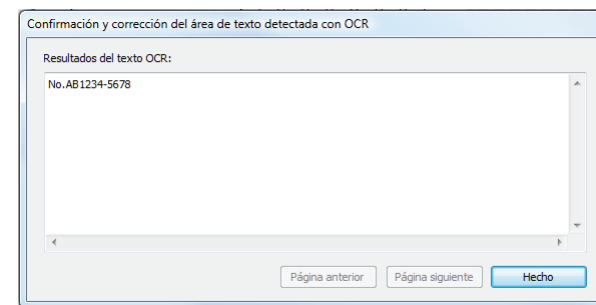 Confirmación y corrección del área de texto detectada con OCR
Resultados del texto OCR:
No.AB1234-5678
Página anterior
Página siguiente
Hecho